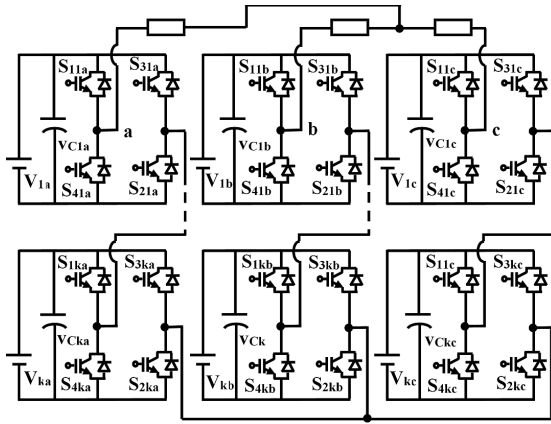 S11a S31a S11b S31b S11c S31c
a b c
vC1a vC1b vC1c
V1a S41a S21a V1b S41b S21b V1c S41c S21c
S1ka S3ka S1kb S3kb S11c S3kc
vCka vCk vCkc
Vka S4ka S2ka Vkb S4kb S2kb Vkc S4kc S2kc